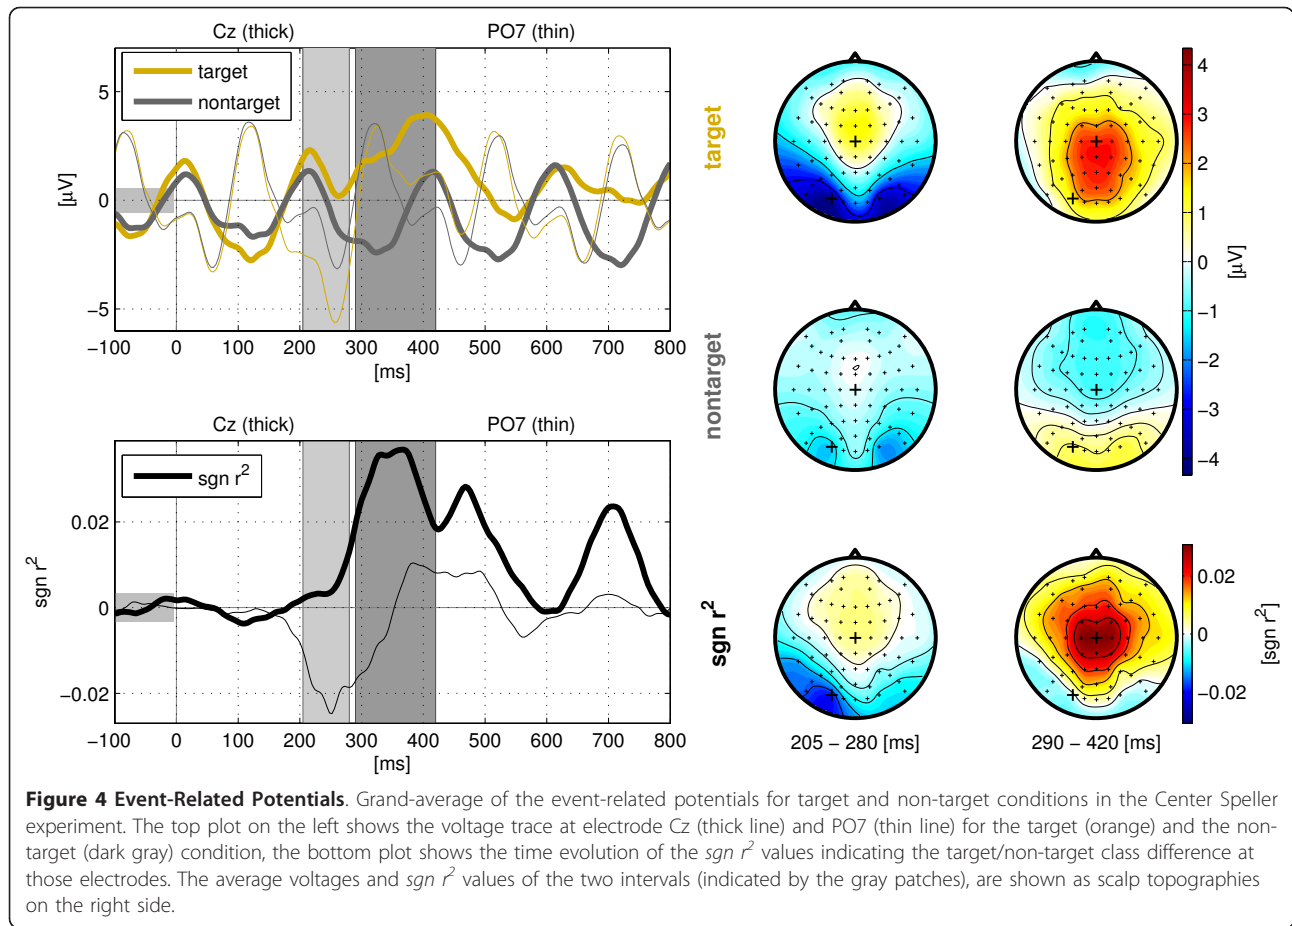 Cz (thick) PO7 (thin)
target
nontarget
5
0
−5
[μV]
−100 0 100 200 300 400 500 600 700 800
[ms]
Cz (thick) PO7 (thin)
sgn r²
0.02
0
−0.02
sgn r²
−100 0 100 200 300 400 500 600 700 800
[ms]
target
nontarget
sgn r²
4
3
2
1
0
−1
−2
−3
−4
[μV]
0.02
0
−0.02
[sgn r²]
205 − 280 [ms] 290 − 420 [ms]
Figure 4 Event-Related Potentials. Grand-average of the event-related potentials for target and non-target conditions in the Center Speller
experiment. The top plot on the left shows the voltage trace at electrode Cz (thick line) and PO7 (thin line) for the target (orange) and the non-
target (dark gray) condition, the bottom plot shows the time evolution of the sgn r² values indicating the target/non-target class difference at
those electrodes. The average voltages and sgn r² values of the two intervals (indicated by the gray patches), are shown as scalp topographies
on the right side.